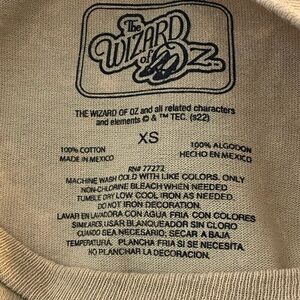 The
WIZARD
of OZ
THE WIZARD OF OZ and all related characters
and elements © & ™ TEC. (s22)
XS
100% COTTON
MADE IN MEXICO
100% ALGODON
HECHO EN MEXICO
RN# 77273
MACHINE WASH COLD WITH LIKE COLORS. ONLY
NON-CHLORINE BLEACH WHEN NEEDED
TUMBLE DRY LOW COOL IRON AS NEEDED
DO NOT IRON DECORATION.
LAVAR EN LAVADORA CON AGUA FRIA CON COLORES
SIMILARES, USAR BLANQUEADOR SIN CLORO
CUANDO SEA NECESARIO; SECAR A BAJA
TEMPERATURA. PLANCHA FRIA SI SE NECESITA,
NO PLANCHAR LA DECORACION.